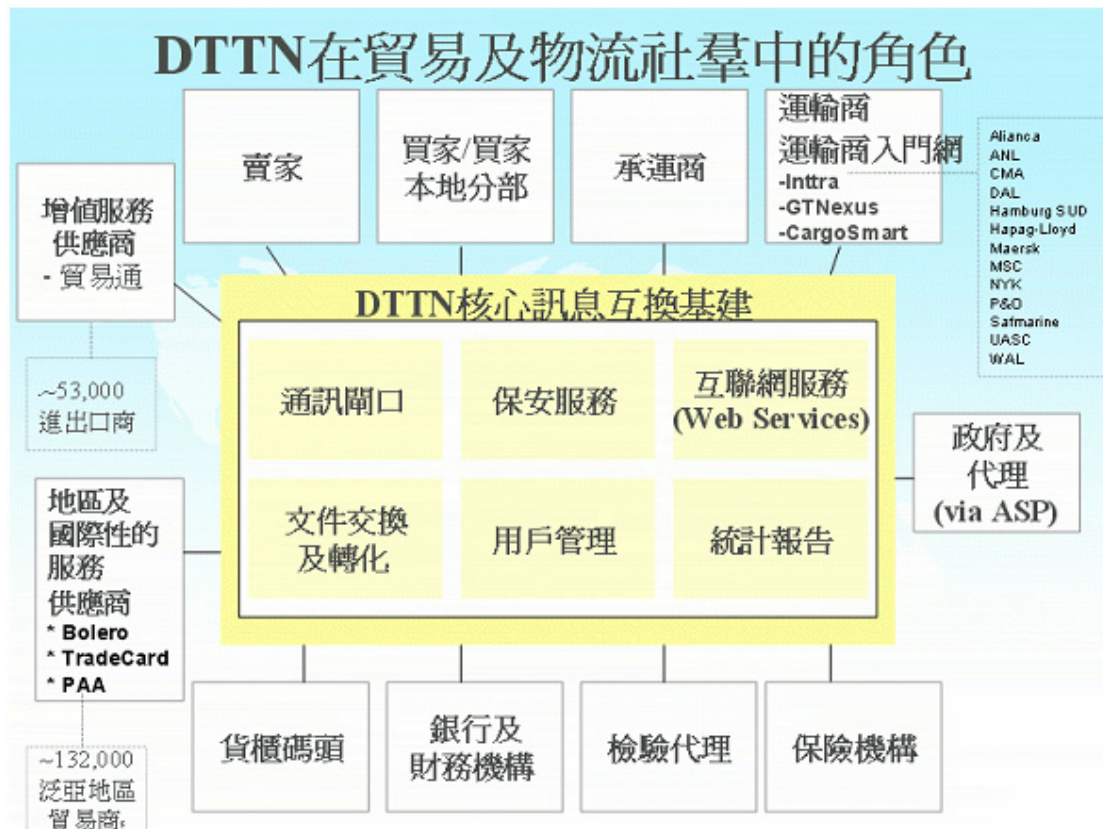 DTTN在貿易及物流社羣中的角色
賣家
買家/買家
本地分部
承運商
運輸商
運輸商入門網
-Inttra
-GTNexus
-CargoSmart
Alianca
ANL
CMA
DAL
Hamburg SUD
Hapag-Lloyd
Maersk
MSC
NYK
P&O
Safmarine
UASC
WAL
增值服務
供應商
- 貿易通
~53,000
進出口商
DTTN核心訊息互換基建
通訊閘口
保安服務
互聯網服務
(Web Services)
文件交換
及轉化
用戶管理
統計報告
政府及
代理
(via ASP)
地區及
國際性的
服務
供應商
* Bolero
* TradeCard
* PAA
~132,000
泛亞地區
貿易商
貨櫃碼頭
銀行及
財務機構
檢驗代理
保險機構